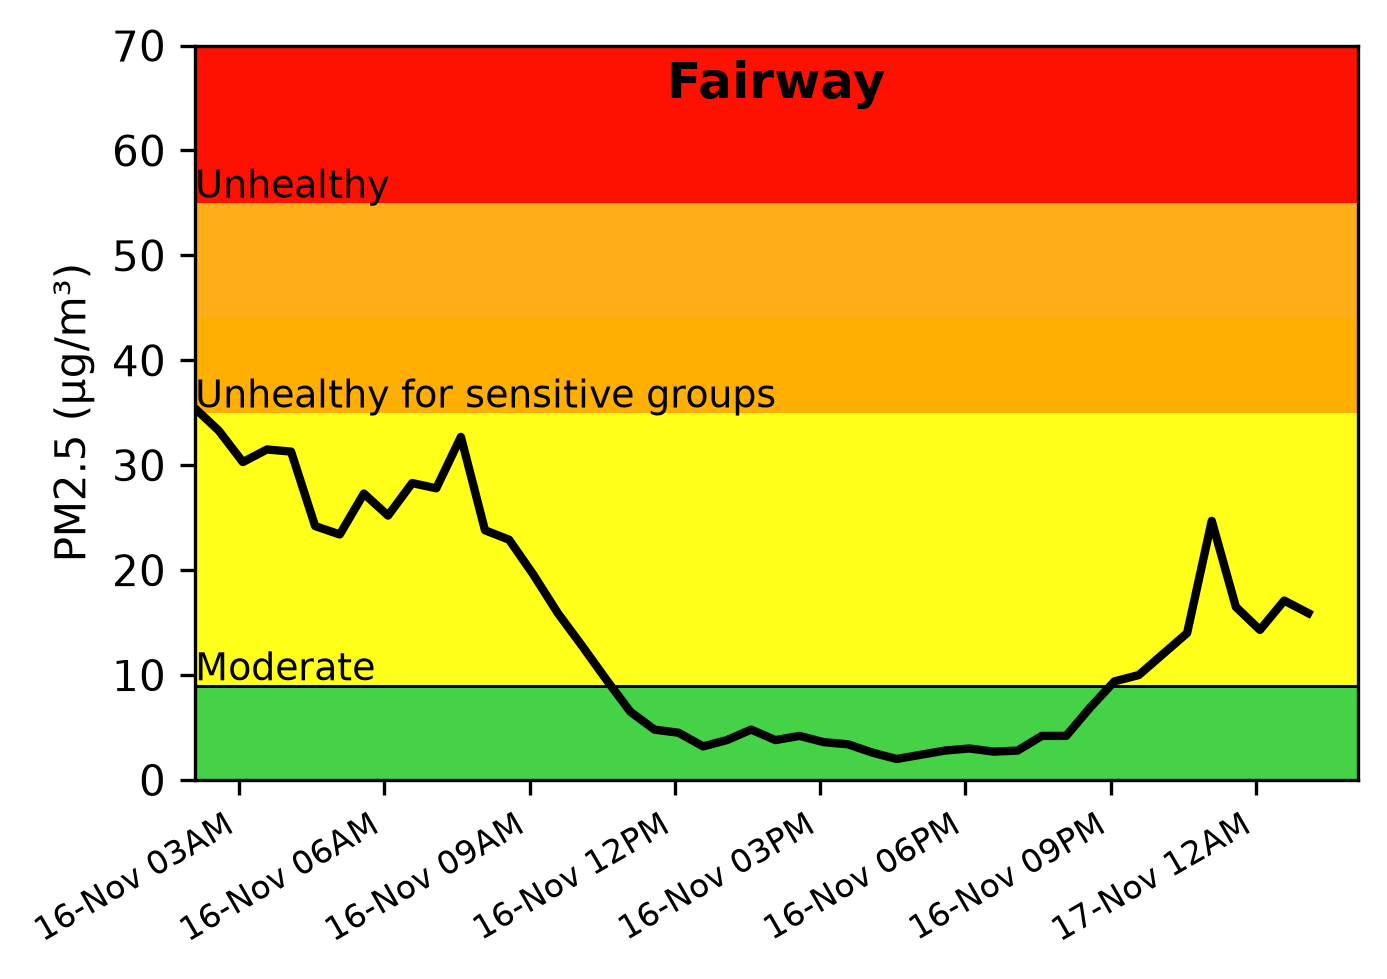 Fairway
70
60
Unhealthy
50
40
Unhealthy for sensitive groups
30
20
Moderate
10
0
PM2.5 (µg/m³)
16-Nov 03AM
16-Nov 06AM
16-Nov 09AM
16-Nov 12PM
16-Nov 03PM
16-Nov 06PM
16-Nov 09PM
17-Nov 12AM